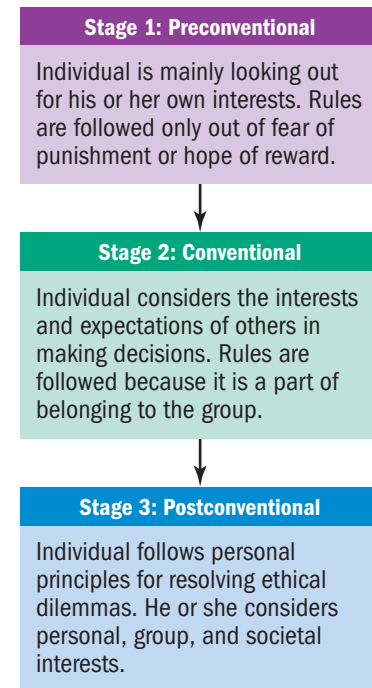 Stage 1: Preconventional
Individual is mainly looking out
for his or her own interests. Rules
are followed only out of fear of
punishment or hope of reward.
Stage 2: Conventional
Individual considers the interests
and expectations of others in
making decisions. Rules are
followed because it is a part of
belonging to the group.
Stage 3: Postconventional
Individual follows personal
principles for resolving ethical
dilemmas. He or she considers
personal, group, and societal
interests.